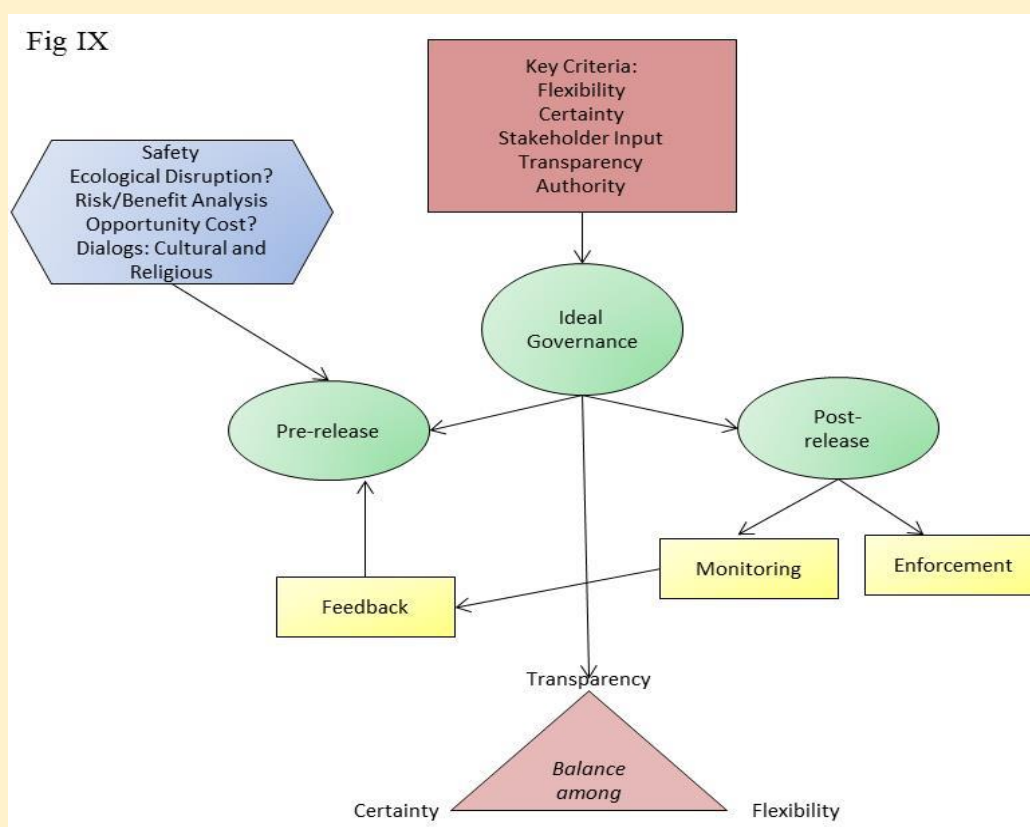 Fig IX
Key Criteria:
Flexibility
Certainty
Stakeholder Input
Transparency
Authority
Safety
Ecological Disruption?
Risk/Benefit Analysis
Opportunity Cost?
Dialogs: Cultural and
Religious
Ideal
Governance
Pre-release
Post-
release
Monitoring
Enforcement
Feedback
Transparency
Balance
among
Certainty
Flexibility